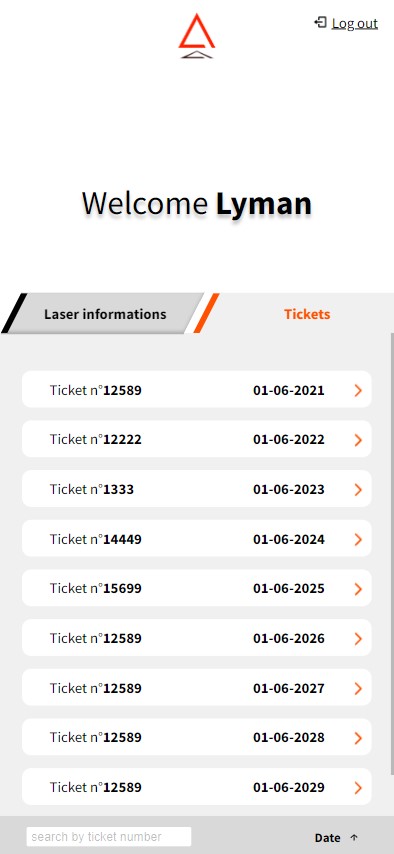 Log out
Welcome Lyman
Laser informations
Tickets
Ticket n°12589 01-06-2021
Ticket n°12222 01-06-2022
Ticket n°1333 01-06-2023
Ticket n°14449 01-06-2024
Ticket n°15699 01-06-2025
Ticket n°12589 01-06-2026
Ticket n°12589 01-06-2027
Ticket n°12589 01-06-2028
Ticket n°12589 01-06-2029
search by ticket number
Date ↑